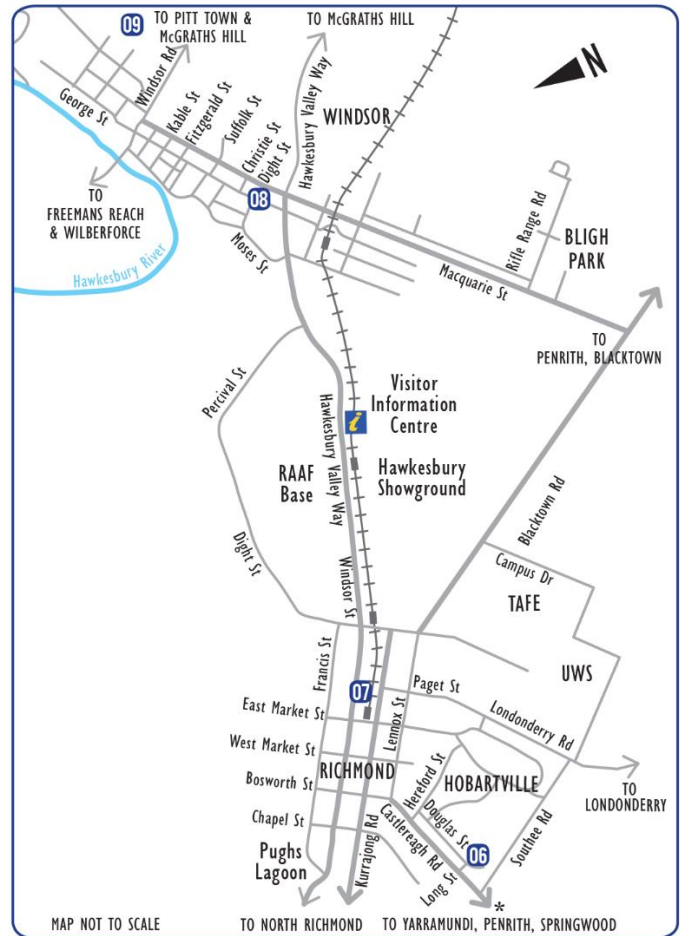 09
TO PITT TOWN &
McGRATHS HILL
TO McGRATHS HILL
N
Windsor Rd
George St
Kable St
Fitzgerald St
Suffolk St
Christie St
Dight St
Hawkesbury Valley Way
WINDSOR
TO
FREEMANS REACH
& WILBERFORCE
08
Hawkesbury River
Moses St
Rifle Range Rd
BLIGH
PARK
Macquarie St
TO
PENRITH, BLACKTOWN
Percival St
Visitor
Information
Centre
i
Hawkesbury Valley Way
RAAF
Base
Hawkesbury
Showground
Dight St
Windsor St
Blacktown Rd
Campus Dr
TAFE
UWS
Francis St
07
Paget St
East Market St
Lennox St
Londonderry Rd
West Market St
RICHMOND
Hereford St
HOBARTVILLE
TO
LONDONDERRY
Bosworth St
Douglas St
Chapel St
Castlereagh Rd
06
Southee Rd
Kurrajong Rd
Pughs
Lagoon
Long St
*
MAP NOT TO SCALE
TO NORTH RICHMOND
TO YARRAMUNDI, PENRITH, SPRINGWOOD